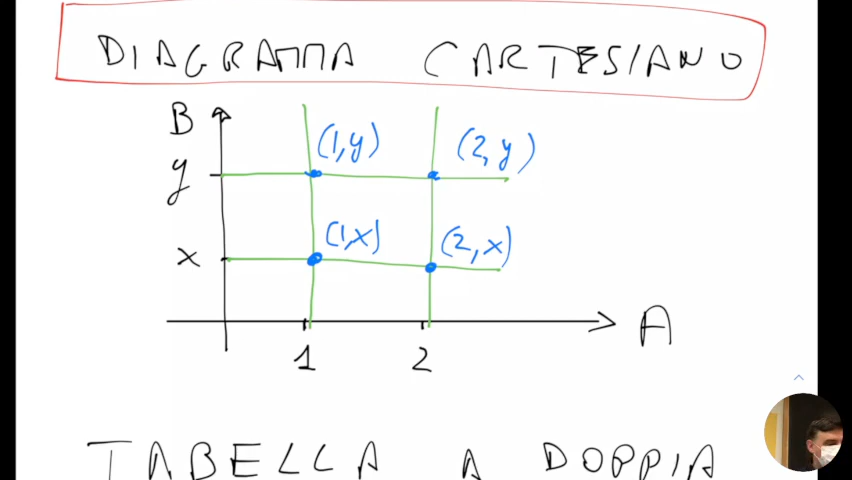 DIAGRAMMA CARTESIANO
B
(1,y) (2,y)
y
(1,x) (2,x)
x
A
1 2
TABELLA A DOPPIA